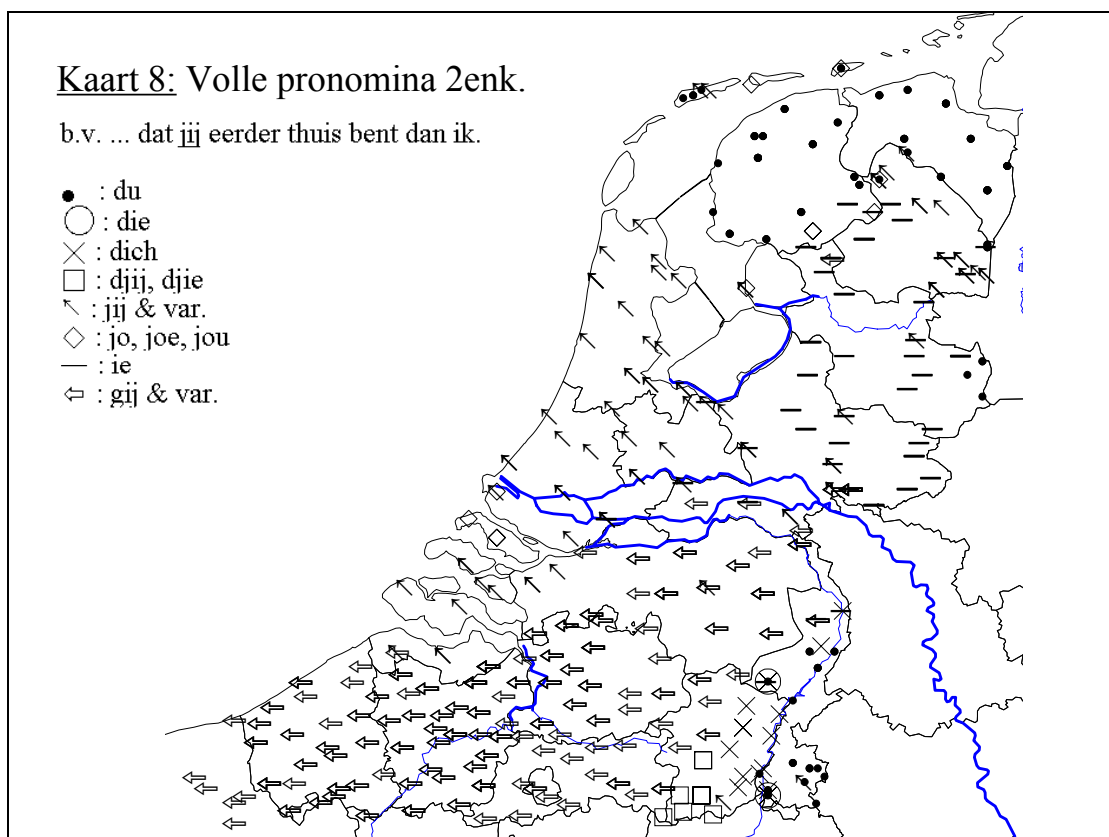 Kaart 8: Volle pronomina 2enk.
b.v. ... dat jij eerder thuis bent dan ik.
: du
: die
: dich
: djij, djie
: jij & var.
: jo, joe, jou
: ie
: gij & var.